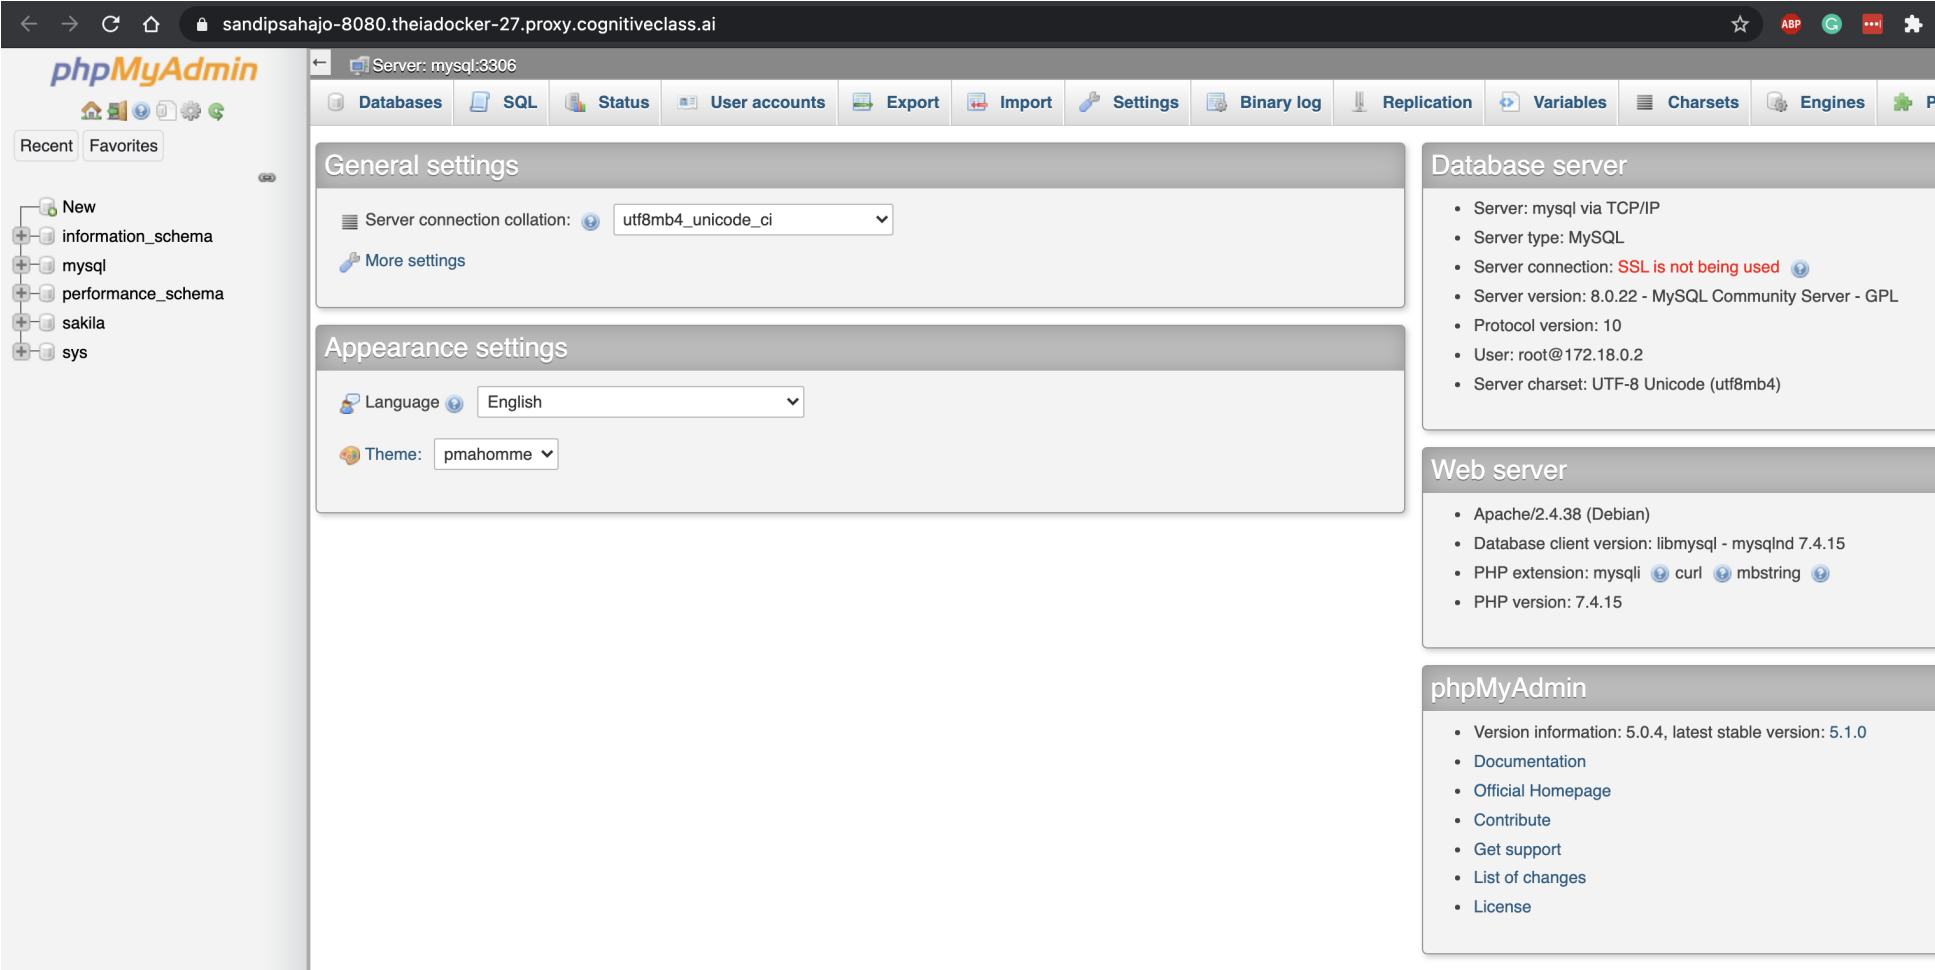 sandipsahajo-8080.theiadocker-27.proxy.cognitiveclass.ai
ABP
phpMyAdmin
Recent Favorites
New
information_schema
mysql
performance_schema
sakila
sys
Server: mysql:3306
Databases SQL Status User accounts Export Import Settings Binary log Replication Variables Charsets Engines P
General settings
Server connection collation: utf8mb4_unicode_ci
More settings
Appearance settings
Language English
Theme: pmahomme
Database server
Server: mysql via TCP/IP
Server type: MySQL
Server connection: SSL is not being used
Server version: 8.0.22 - MySQL Community Server - GPL
Protocol version: 10
User: root@172.18.0.2
Server charset: UTF-8 Unicode (utf8mb4)
Web server
Apache/2.4.38 (Debian)
Database client version: libmysql - mysqlnd 7.4.15
PHP extension: mysqli curl mbstring
PHP version: 7.4.15
phpMyAdmin
Version information: 5.0.4, latest stable version: 5.1.0
Documentation
Official Homepage
Contribute
Get support
List of changes
License